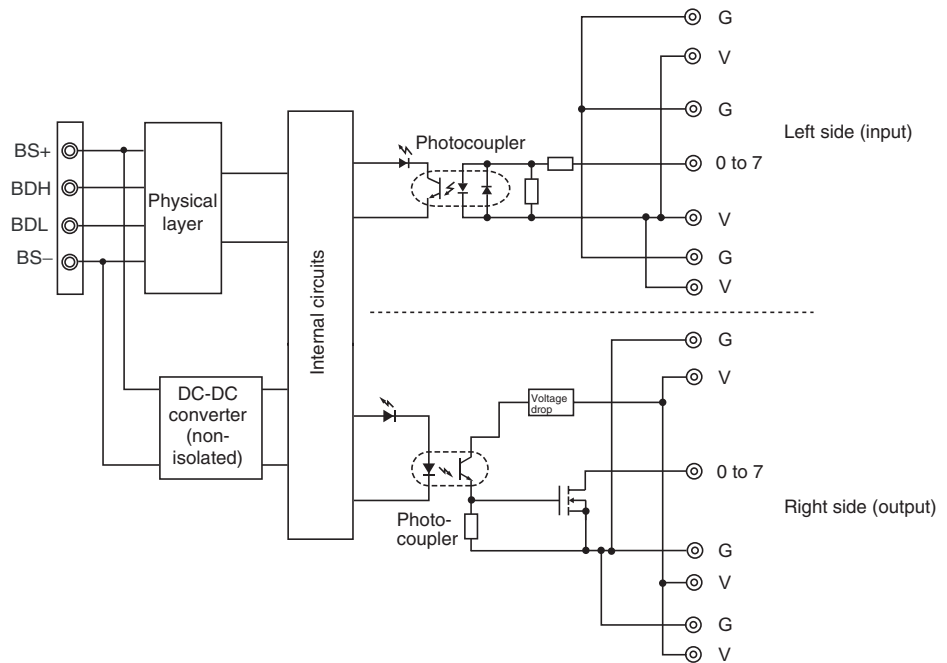 BS+
BDH
BDL
BS−
Physical
layer
DC-DC
converter
(non-
isolated)
Internal circuits
Photocoupler
G
V
G
0 to 7
V
G
V
Left side (input)
Voltage
drop
Photo-
coupler
G
V
0 to 7
G
V
G
V
Right side (output)